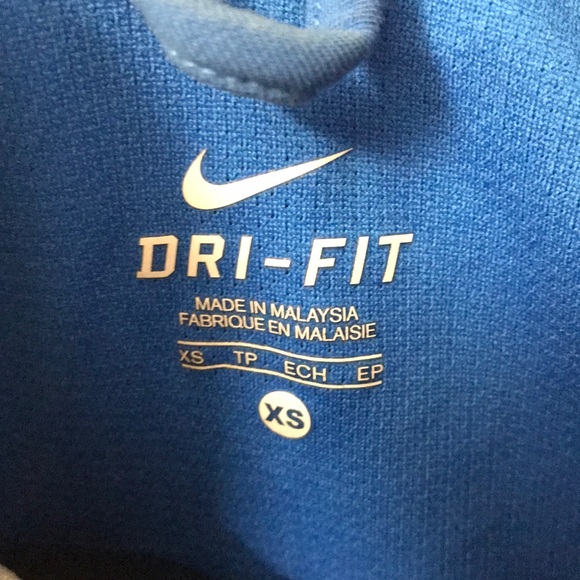 DRI-FIT
MADE IN MALAYSIA
FABRIQUE EN MALAISIE
XS TP ECH EP
XS